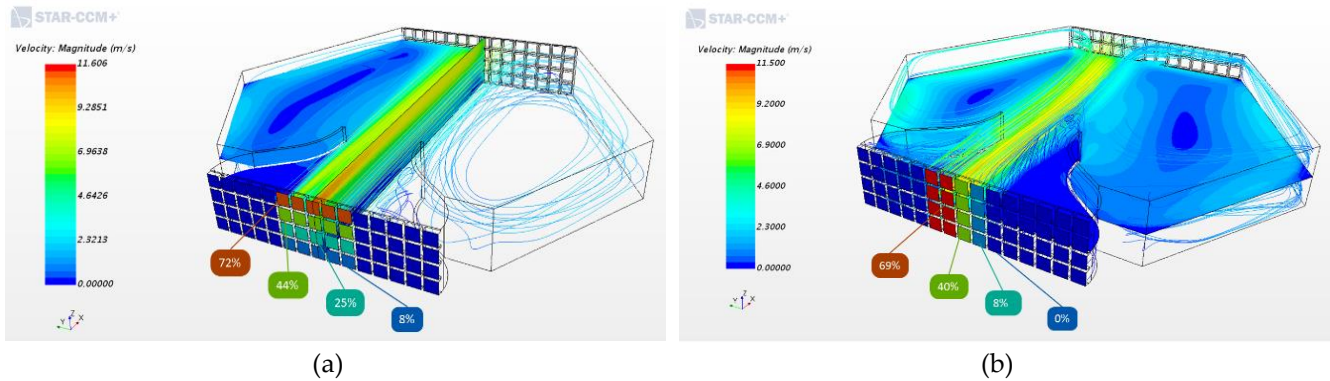 STAR-CCM+
Velocity: Magnitude (m/s)
11.606
9.2851
6.9638
4.6426
2.3213
0.00000
72%
44%
25%
8%
Z
Y X
(a)
STAR-CCM+
Velocity: Magnitude (m/s)
11.500
9.2000
6.9000
4.6000
2.3000
0.00000
69%
40%
8%
0%
Z
Y X
(b)